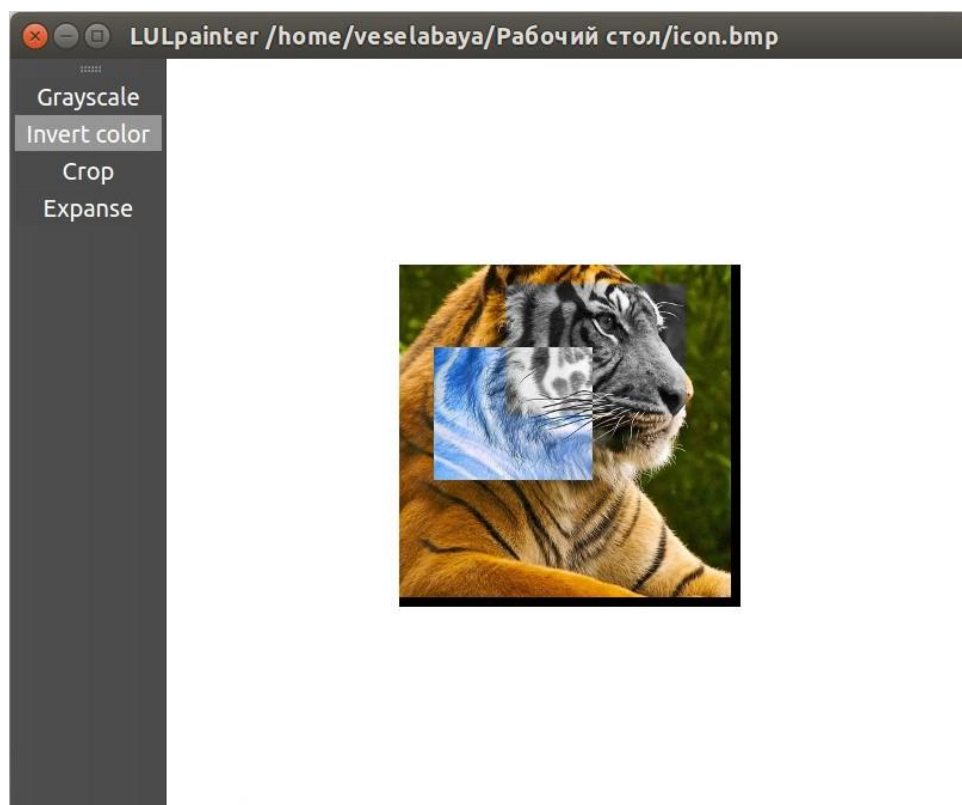 LULpainter /home/veselabaya/Рабочий стол/icon.bmp
Grayscale
Invert color
Crop
Expanse